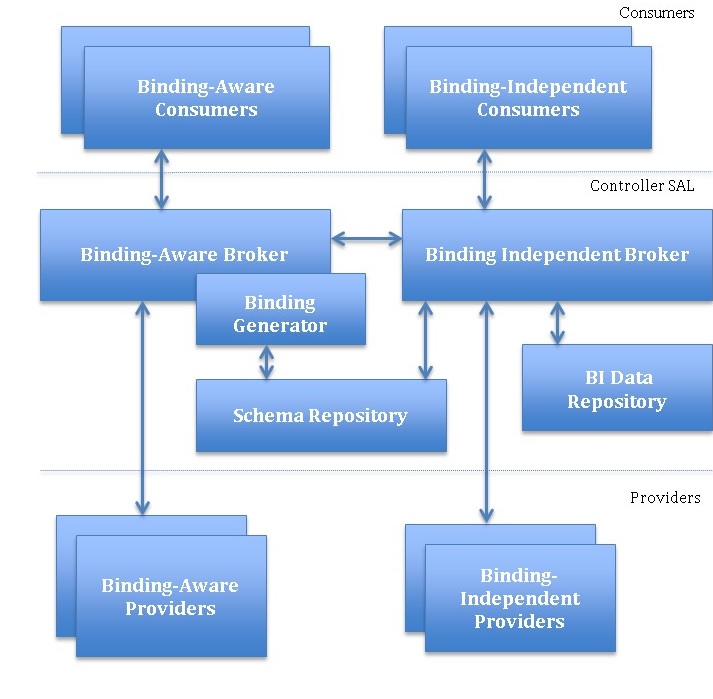 Consumers
Binding-Aware
Consumers
Binding-Independent
Consumers
Controller SAL
Binding-Aware Broker
Binding Independent Broker
Binding
Generator
BI Data
Repository
Schema Repository
Providers
Binding-Aware
Providers
Binding-
Independent
Providers